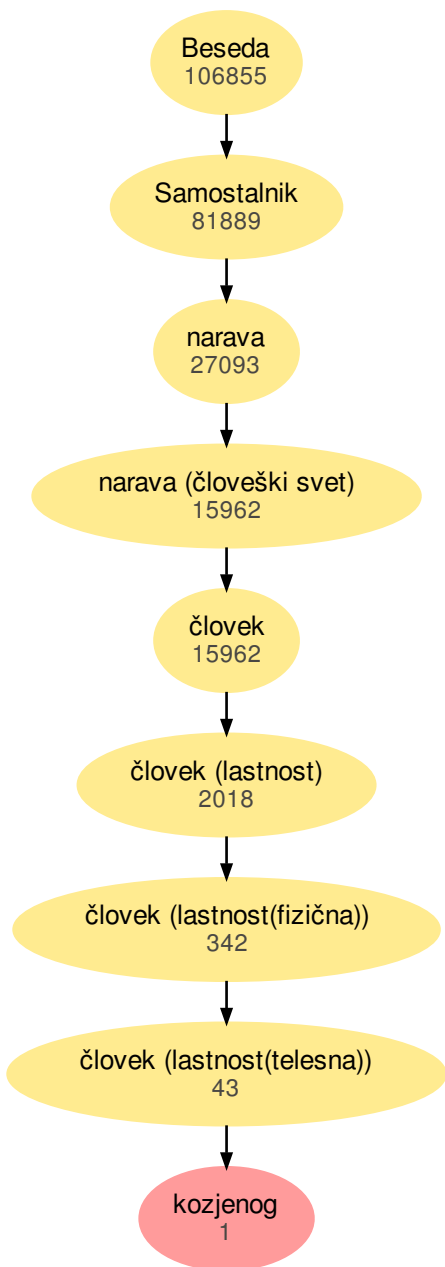 Beseda
106855
Samostalnik
81889
narava
27093
narava (človeški svet)
15962
človek
15962
človek (lastnost)
2018
človek (lastnost(fizična))
342
človek (lastnost(telesna))
43
kozjenog
1